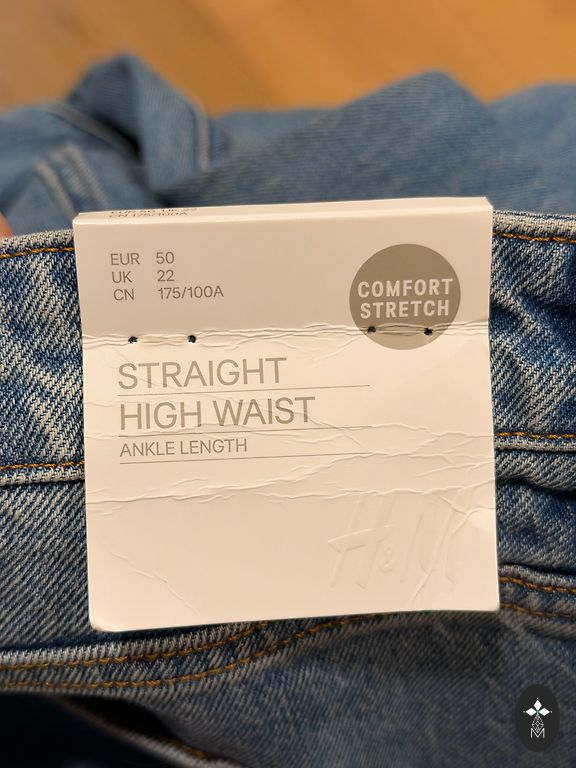 EUR 50
UK 22
CN 175/100A
COMFORT
STRETCH
STRAIGHT
HIGH WAIST
ANKLE LENGTH
H&M
M